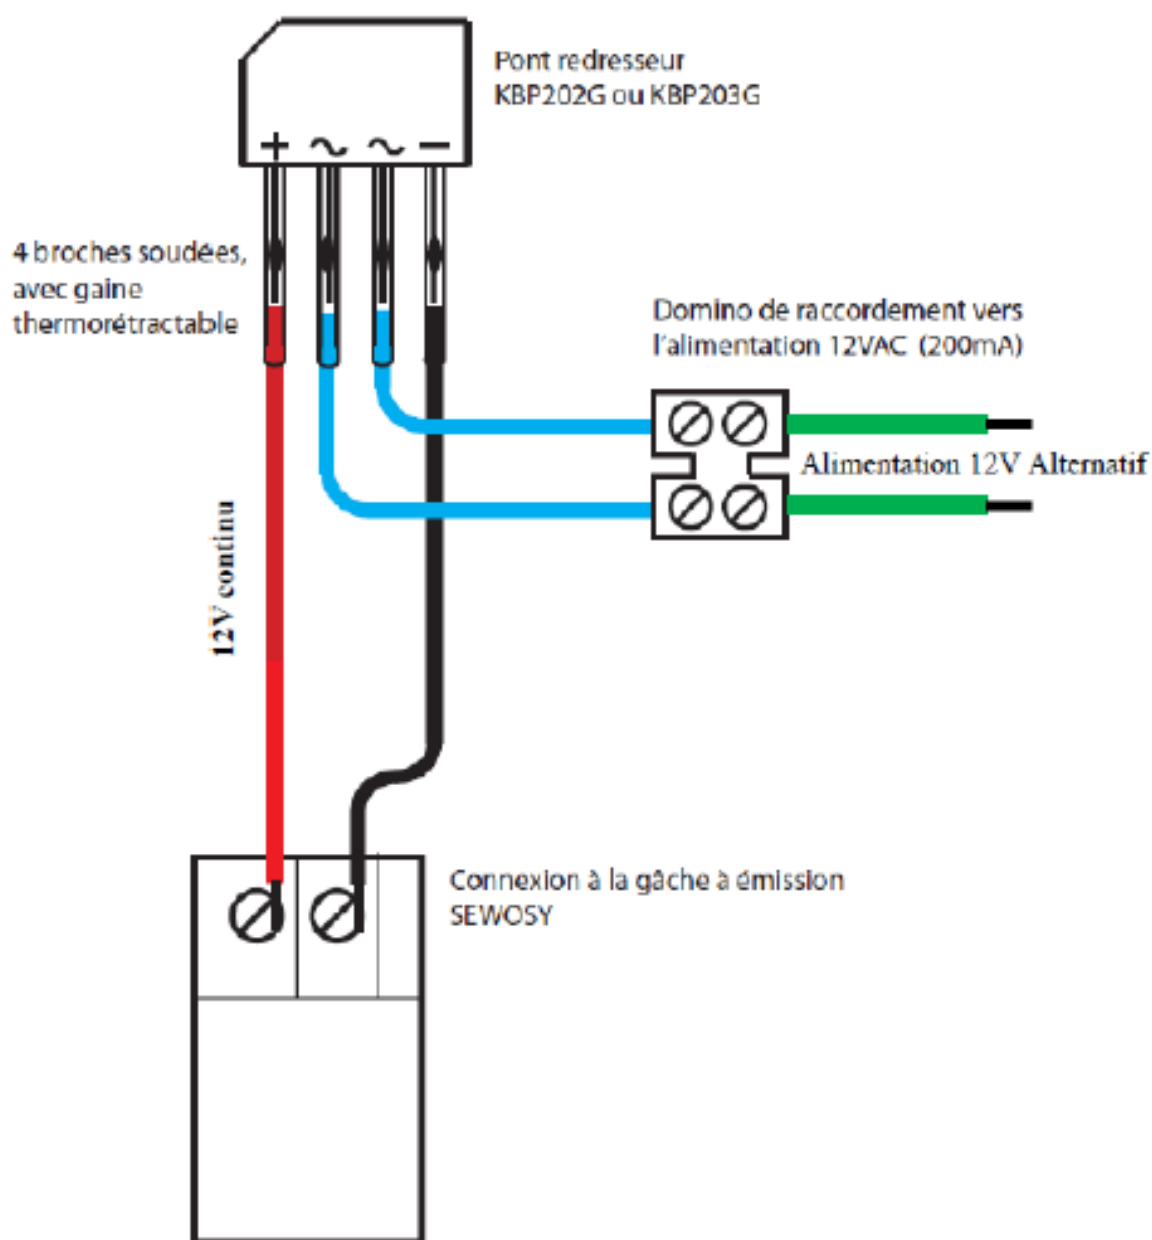 Pont redresseur
KBP202G ou KBP203G
+ ~ ~ −
4 broches soudées,
avec gaine
thermorétractable
Domino de raccordement vers
l'alimentation 12VAC (200mA)
Alimentation 12V Alternatif
12V continu
Connexion à la gâche à émission
SEWOSY